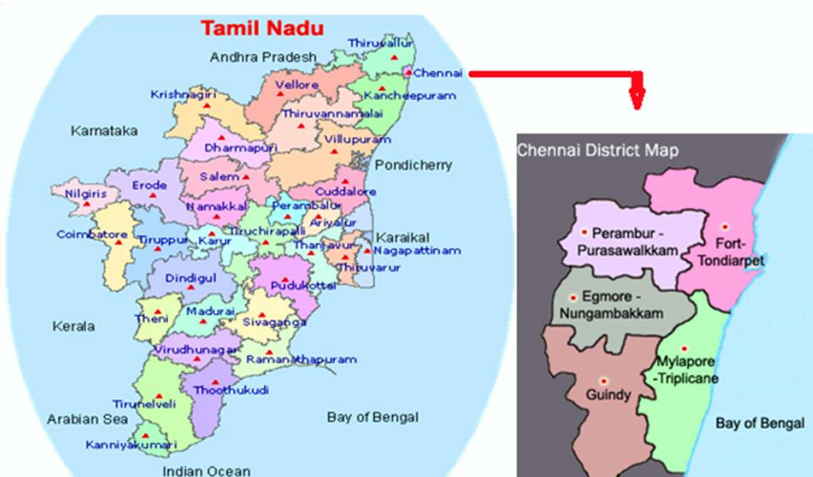 Tamil Nadu
Thiruvallur
Andhra Pradesh
Chennai
Vellore
Krishnagiri
Kancheepuram
Thiruvannamalai
Karnataka
Villupuram
Dharmapuri
Pondicherry
Salem
Erode
Nilgiris
Cuddalore
Namakkal
Perambalur
Ariyalur
Coimbatore
Tiruppur
Karur
Tiruchirapalli
Karaikal
Thanjavur
Nagapattinam
Thiruvarur
Dindigul
Pudukottai
Madurai
Theni
Sivaganga
Kerala
Virudhunagar
Ramanathapuram
Thoothukudi
Tirunelveli
Arabian Sea
Bay of Bengal
Kanniyakumari
Indian Ocean
Chennai District Map
Perambur -
Purasawalkkam
Fort-
Tondiarpet
Egmore -
Nungambakkam
Mylapore
-Triplicane
Guindy
Bay of Bengal